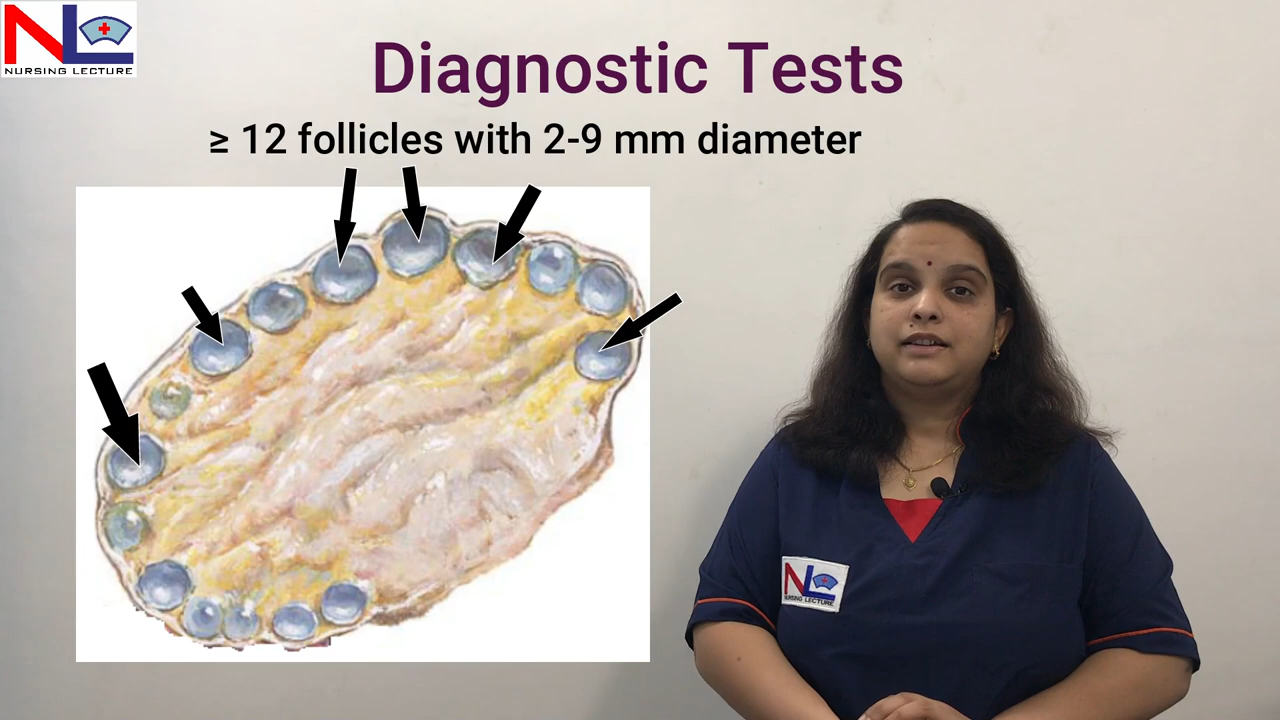 NL
NURSING LECTURE
Diagnostic Tests
≥ 12 follicles with 2-9 mm diameter
NL
NURSING LECTURE